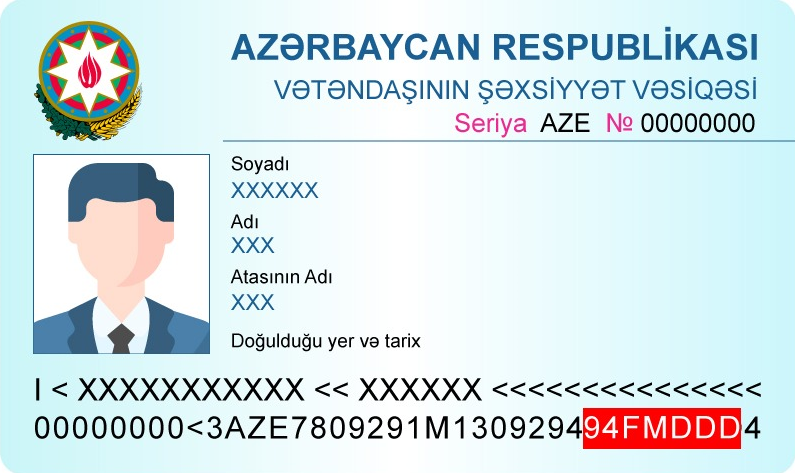 AZƏRBAYCAN RESPUBLİKASI
VƏTƏNDAŞININ ŞƏXSİYYƏT VƏSİQƏSİ
Seriya AZE № 00000000
Soyadı
XXXXXX
Adı
XXX
Atasının Adı
XXX
Doğulduğu yer və tarix
I < XXXXXXXXXXX << XXXXXX <<<<<<<<<<<<<<<
00000000<3AZE7809291M130929494FMDDD4